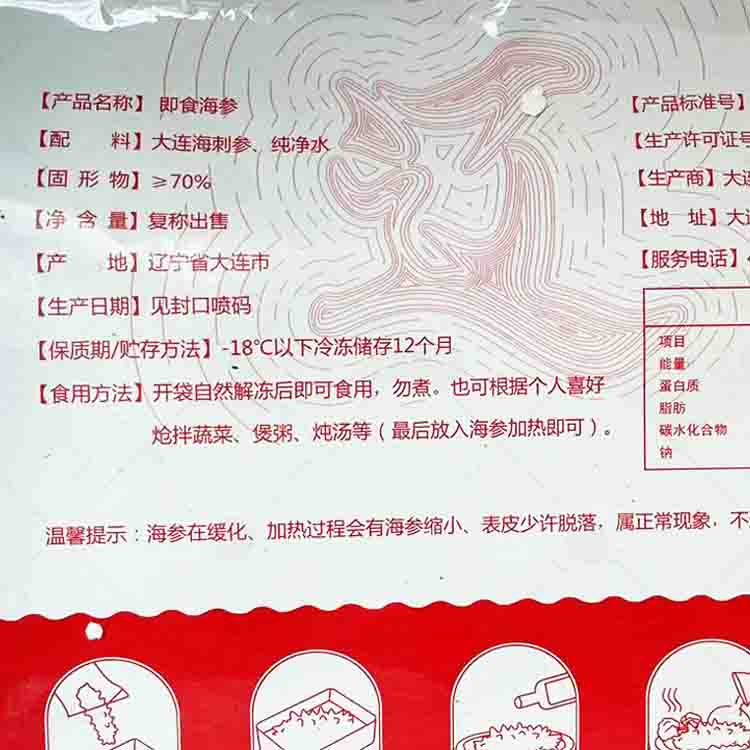 【产品名称】即食海参
【配 料】大连海刺参、纯净水
【固 形 物】≥70%
【净 含 量】复称出售
【产 地】辽宁省大连市
【生产日期】见封口喷码
【保质期/贮存方法】-18℃以下冷冻储存12个月
【食用方法】开袋自然解冻后即可食用，勿煮。也可根据个人喜好
炝拌蔬菜、煲粥、炖汤等（最后放入海参加热即可）。
【产品标准号】
【生产许可证号
【生产商】大连
【地 址】大连
【服务电话】
项目
能量
蛋白质
脂肪
碳水化合物
钠
温馨提示：海参在缓化、加热过程会有海参缩小、表皮少许脱落，属正常现象，不